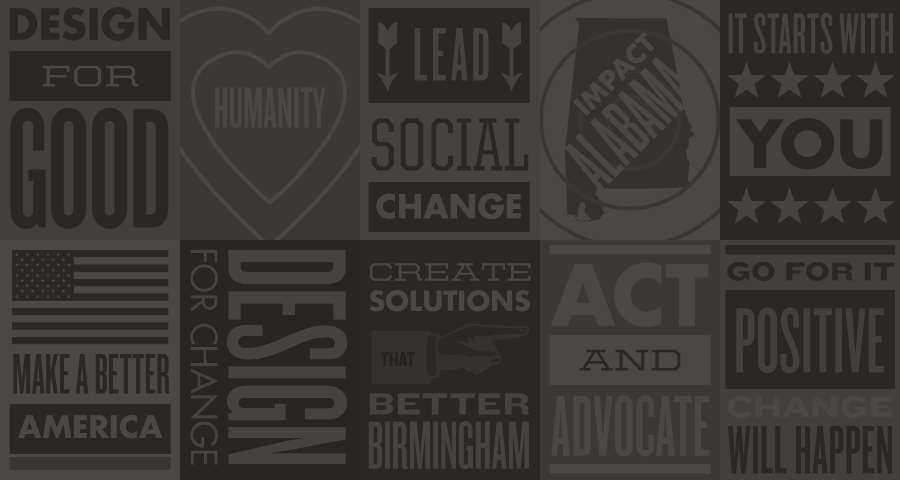 DESIGN
FOR
GOOD
HUMANITY
LEAD
SOCIAL
CHANGE
IMPACT
ALABAMA
IT STARTS WITH
YOU
MAKE A BETTER
AMERICA
DESIGN
FOR CHANGE
CREATE
SOLUTIONS
THAT
BETTER
BIRMINGHAM
ACT
AND
ADVOCATE
GO FOR IT
POSITIVE
CHANGE
WILL HAPPEN